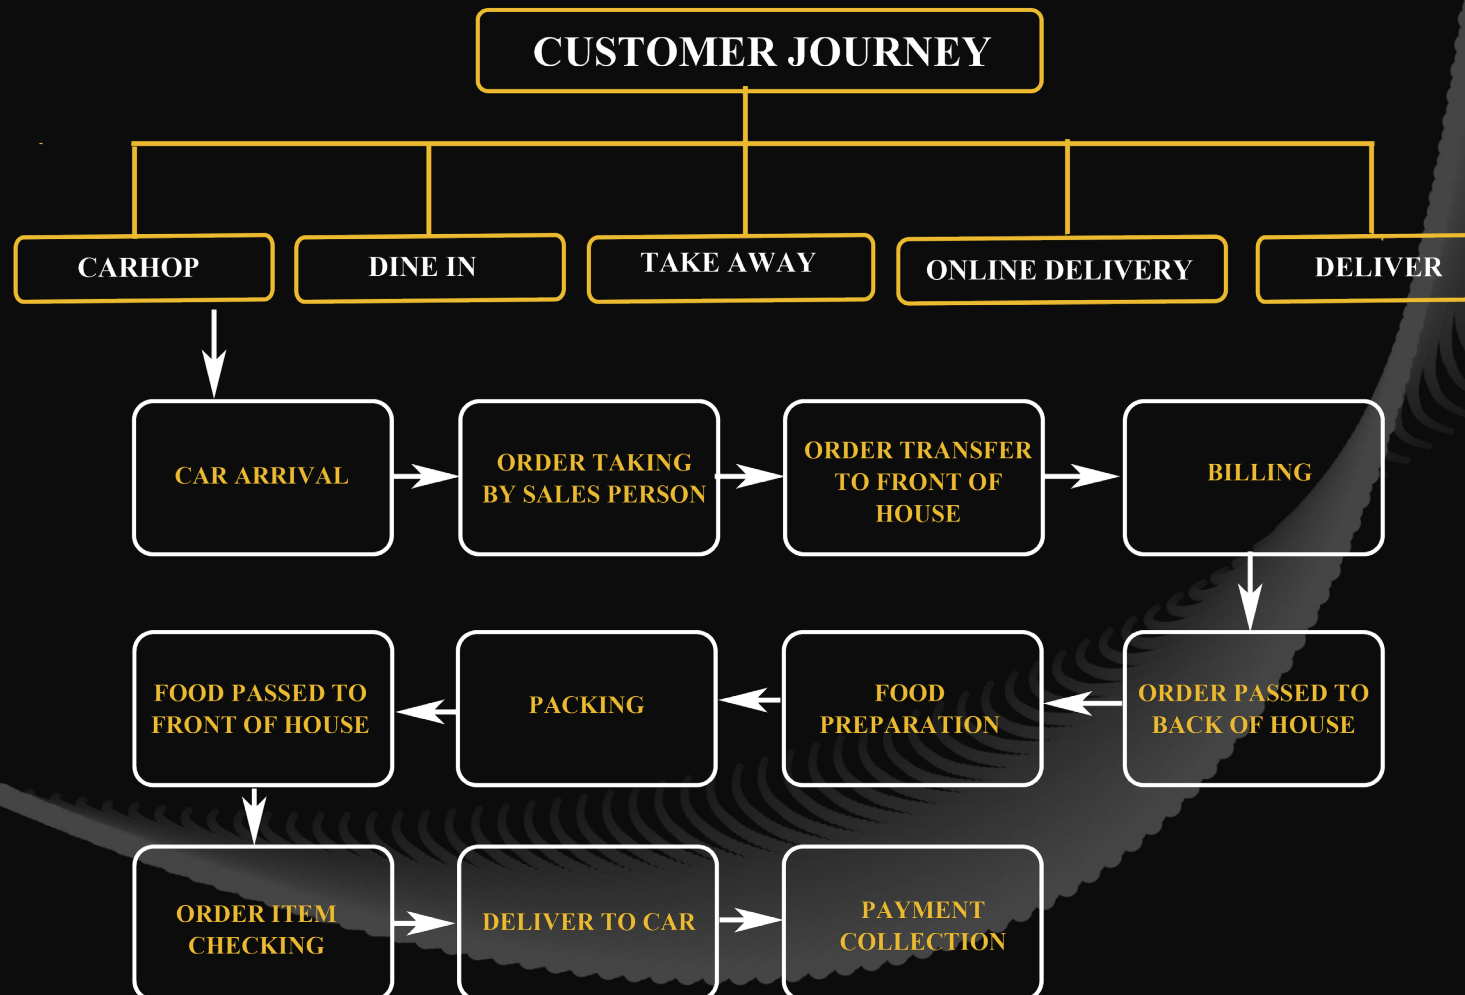 CUSTOMER JOURNEY
CARHOP
DINE IN
TAKE AWAY
ONLINE DELIVERY
DELIVER
CAR ARRIVAL
ORDER TAKING
BY SALES PERSON
ORDER TRANSFER
TO FRONT OF
HOUSE
BILLING
FOOD PASSED TO
FRONT OF HOUSE
PACKING
FOOD
PREPARATION
ORDER PASSED TO
BACK OF HOUSE
ORDER ITEM
CHECKING
DELIVER TO CAR
PAYMENT
COLLECTION